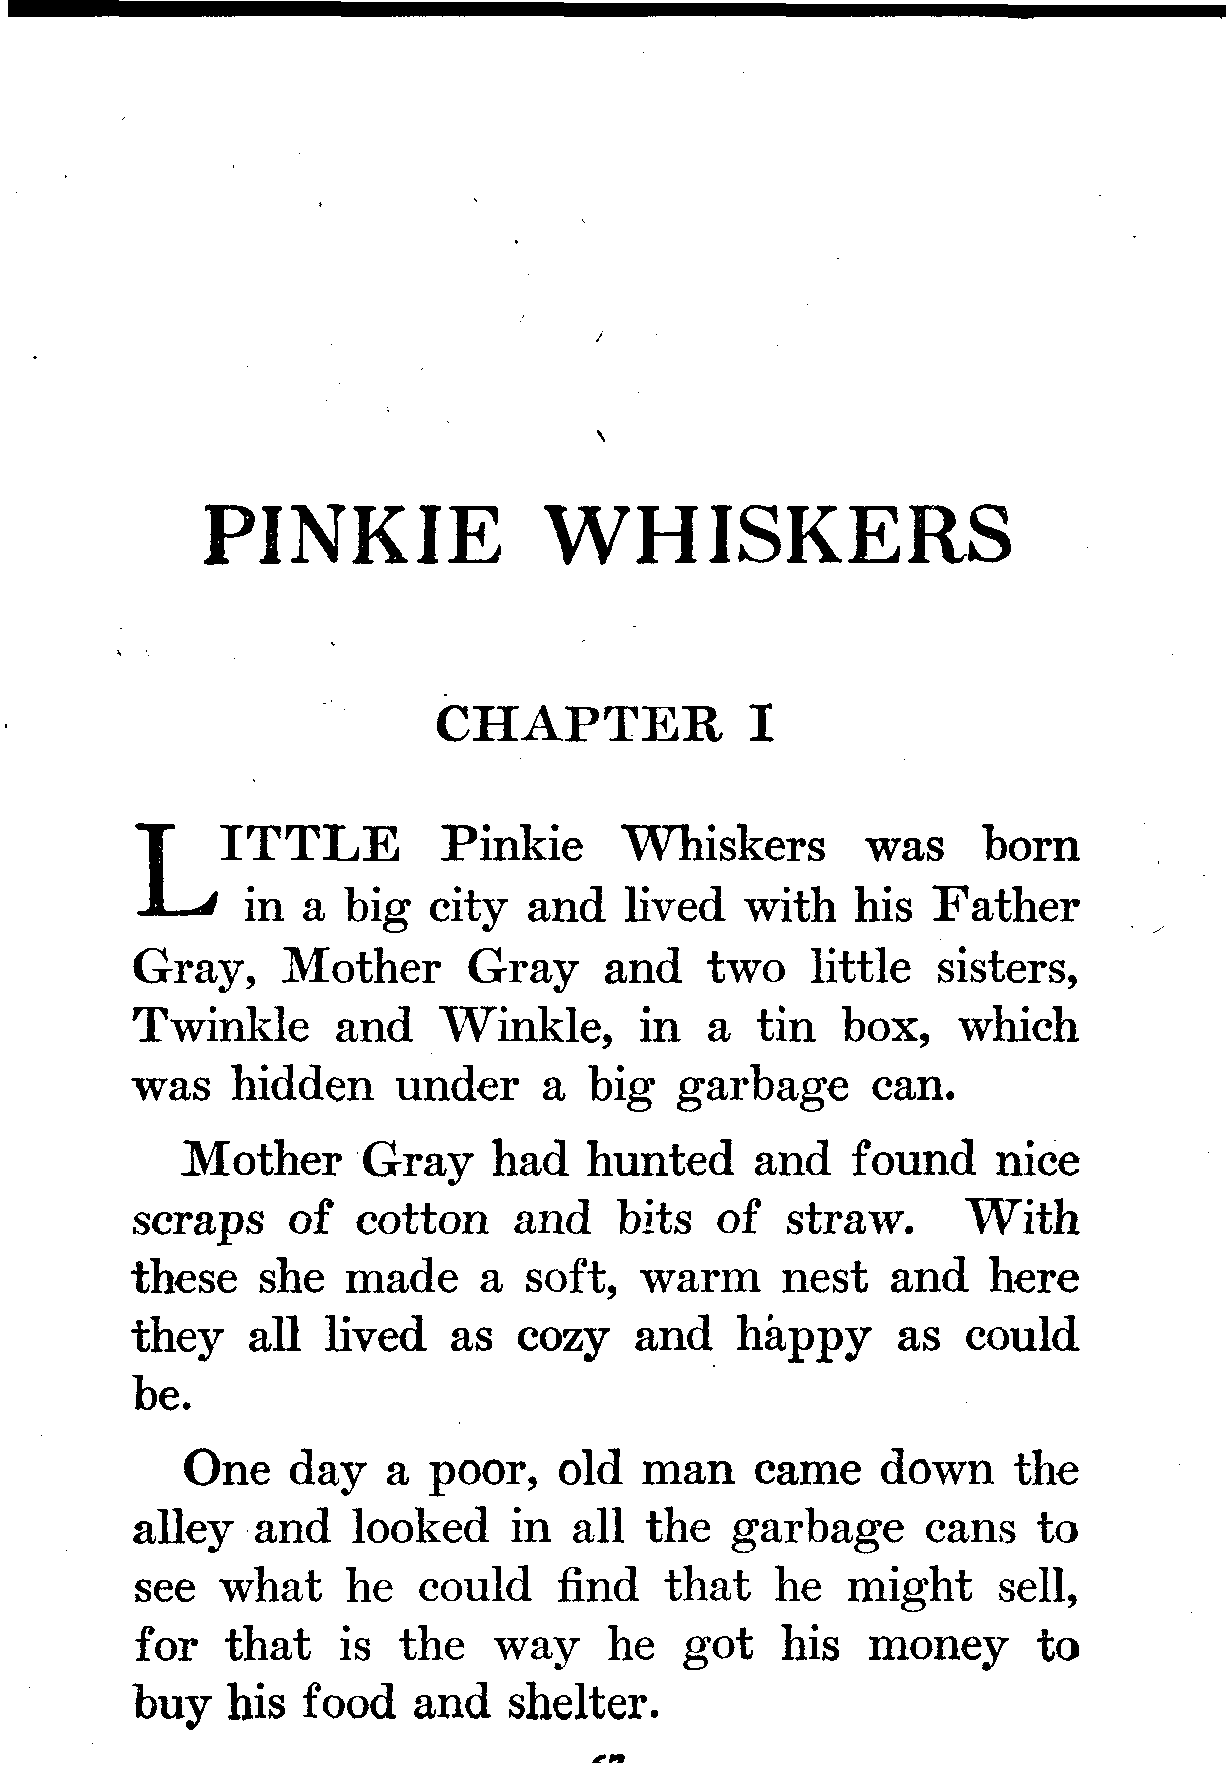 PINKIE WHISKERS
CHAPTER I
LITTLE Pinkie Whiskers was born
in a big city and lived with his Father
Gray, Mother Gray and two little sisters,
Twinkle and Winkle, in a tin box, which
was hidden under a big garbage can.
Mother Gray had hunted and found nice
scraps of cotton and bits of straw. With
these she made a soft, warm nest and here
they all lived as cozy and happy as could
be.
One day a poor, old man came down the
alley and looked in all the garbage cans to
see what he could find that he might sell,
for that is the way he got his money to
buy his food and shelter.